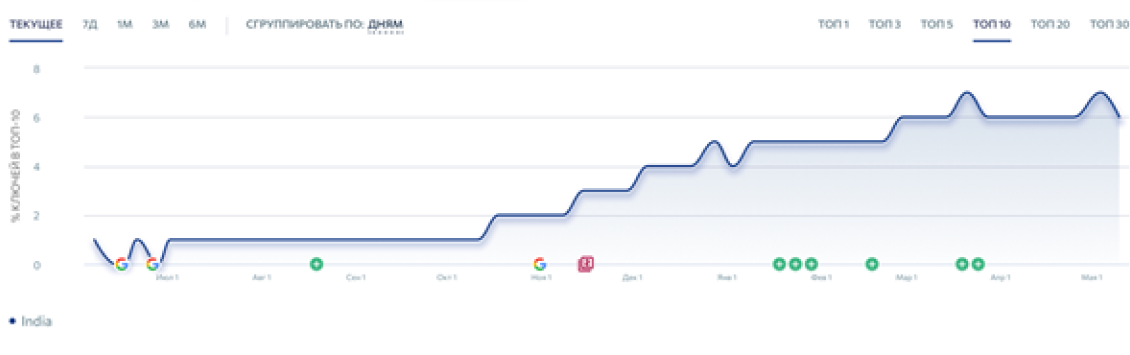 ТЕКУЩЕЕ 7Д 1М 3М 6М СГРУППИРОВАТЬ ПО: ДНЯМ ТОП 1 ТОП 3 ТОП 5 ТОП 10 ТОП 20 ТОП 30
% КЛЮЧЕЙ В ТОП-10
8
6
4
2
0
Июл 1 Авг 1 Сен 1 Окт 1 Ноя 1 Дек 1 Янв 1 Фев 1 Мар 1 Апр 1 Мая 1
India